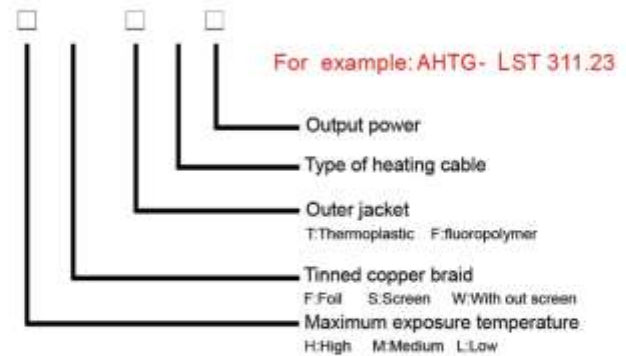 For example: AHTG- LST 311.23
Output power
Type of heating cable
Outer jacket
T:Thermoplastic F:fluoropolymer
Tinned copper braid
F:Foil S:Screen W:With out screen
Maximum exposure temperature
H:High M:Medium L:Low